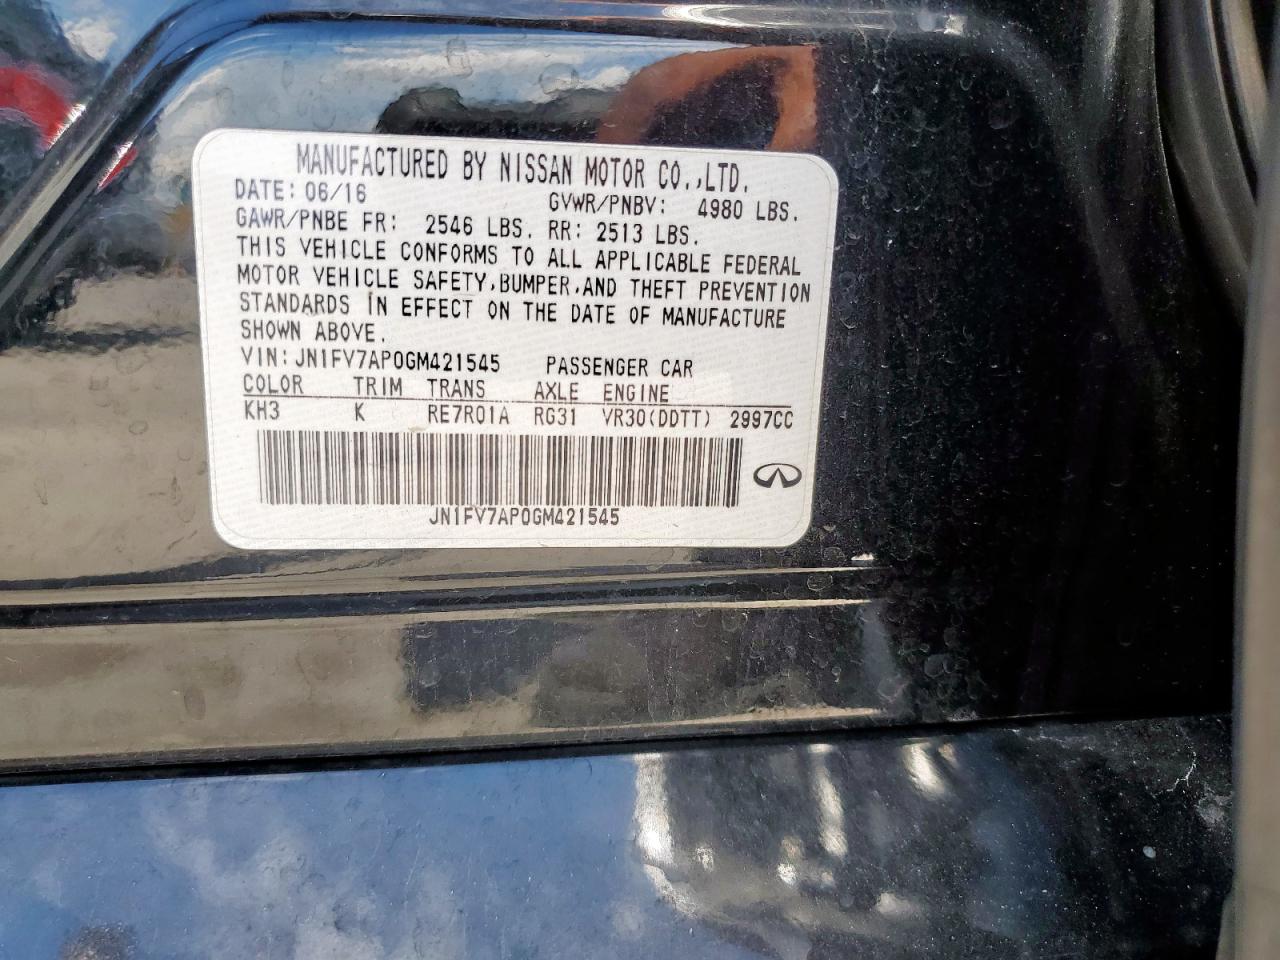 MANUFACTURED BY NISSAN MOTOR CO.,LTD.
DATE: 06/16 GVWR/PNBV: 4980 LBS.
GAWR/PNBE FR: 2546 LBS. RR: 2513 LBS.
THIS VEHICLE CONFORMS TO ALL APPLICABLE FEDERAL
MOTOR VEHICLE SAFETY,BUMPER,AND THEFT PREVENTION
STANDARDS IN EFFECT ON THE DATE OF MANUFACTURE
SHOWN ABOVE.
VIN:JN1FV7AP0GM421545 PASSENGER CAR
COLOR TRIM TRANS AXLE ENGINE
KH3 K RE7R01A RG31 VR30(DDTT) 2997CC
JN1FV7AP0GM421545